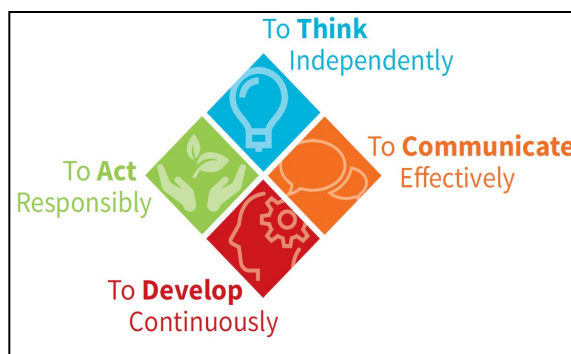 To Think
Independently
To Communicate
Effectively
To Act
Responsibly
To Develop
Continuously